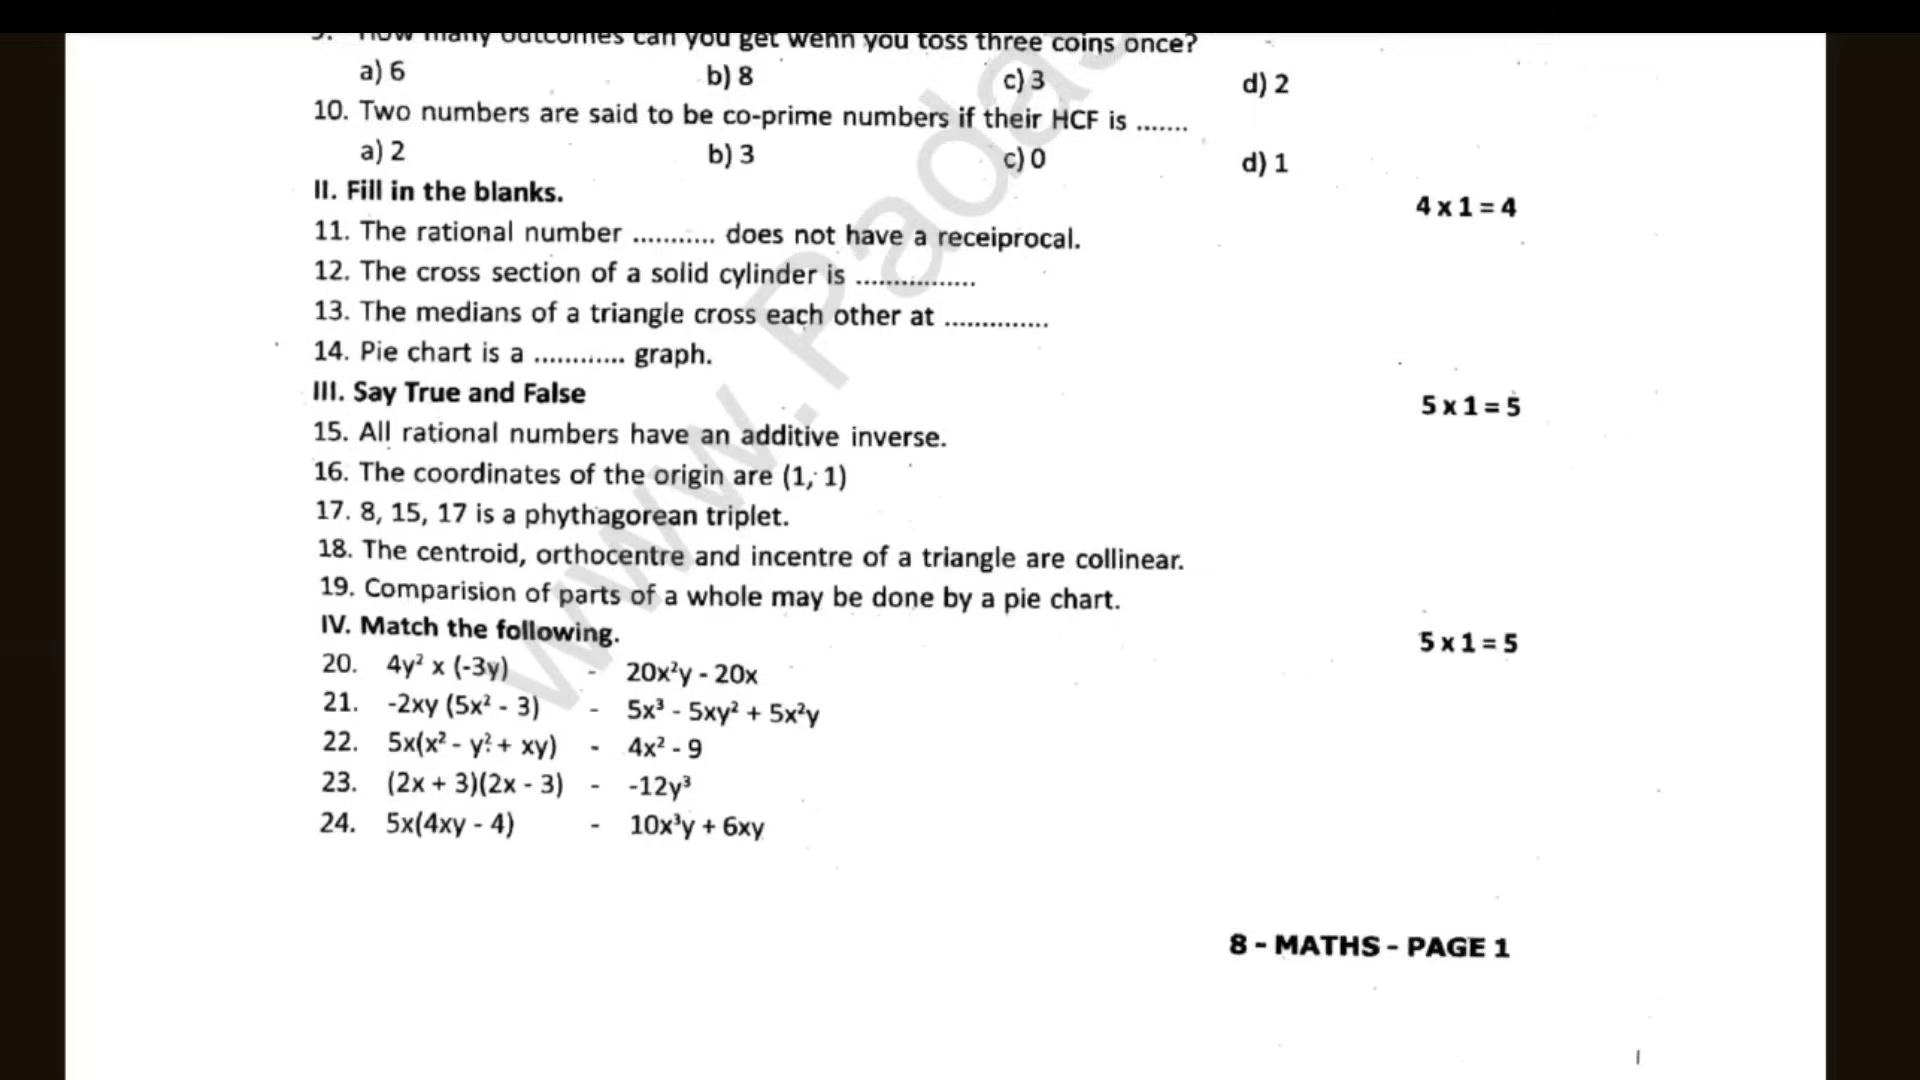 9. How many outcomes can you get wehn you toss three coins once?
a) 6 b) 8 c) 3 d) 2
10. Two numbers are said to be co-prime numbers if their HCF is .......
a) 2 b) 3 c) 0 d) 1
II. Fill in the blanks. 4 x 1 = 4
11. The rational number ........... does not have a receiprocal.
12. The cross section of a solid cylinder is ................
13. The medians of a triangle cross each other at ..............
14. Pie chart is a ............ graph.
III. Say True and False 5 x 1 = 5
15. All rational numbers have an additive inverse.
16. The coordinates of the origin are (1, 1)
17. 8, 15, 17 is a phythagorean triplet.
18. The centroid, orthocentre and incentre of a triangle are collinear.
19. Comparision of parts of a whole may be done by a pie chart.
IV. Match the following. 5 x 1 = 5
20. 4y² x (-3y) - 20x²y - 20x
21. -2xy (5x² - 3) - 5x³ - 5xy² + 5x²y
22. 5x(x² - y² + xy) - 4x² - 9
23. (2x + 3)(2x - 3) - -12y³
24. 5x(4xy - 4) - 10x³y + 6xy
8 - MATHS - PAGE 1